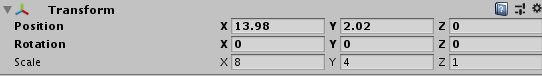 Transform
Position X 13.98 Y 2.02 Z 0
Rotation X 0 Y 0 Z 0
Scale X 8 Y 4 Z 1